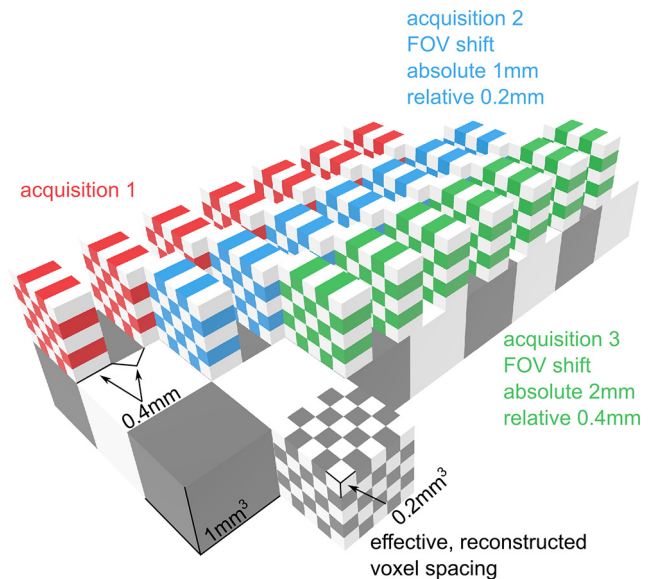 acquisition 2
FOV shift
absolute 1mm
relative 0.2mm
acquisition 1
acquisition 3
FOV shift
absolute 2mm
relative 0.4mm
0.4mm
1mm³
0.2mm³
effective, reconstructed
voxel spacing